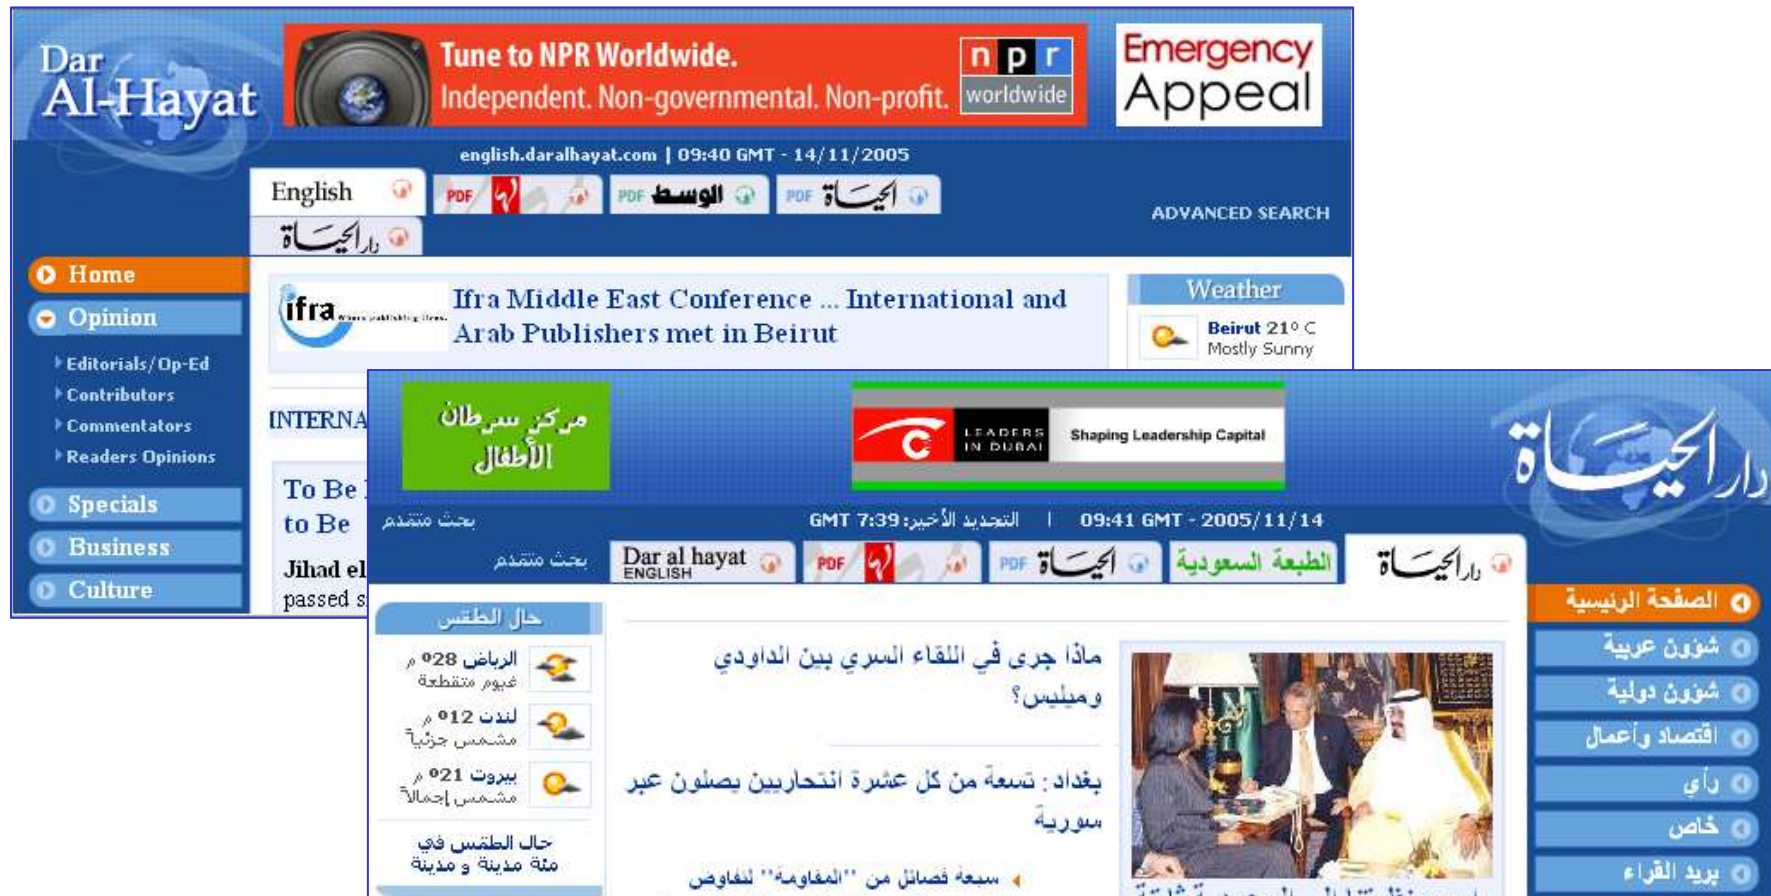 Dar
Al-Hayat
Tune to NPR Worldwide.
Independent. Non-governmental. Non-profit.
n p r
worldwide
Emergency
Appeal
english.daralhayat.com | 09:40 GMT - 14/11/2005
English
PDF لها
PDF الوسط
PDF الحياة
ADVANCED SEARCH
دار الحياة
Home
Opinion
Editorials/Op-Ed
Contributors
Commentators
Readers Opinions
Specials
Business
Culture
ifra
Ifra Middle East Conference ... International and
Arab Publishers met in Beirut
Weather
Beirut 21º C
Mostly Sunny
INTERNA
To Be
to Be
Jihad el
passed s
مركز سرطان
الأطفال
LEADERS
IN DUBAI
Shaping Leadership Capital
دار الحياة
بحث متقدم
التجديد الأخير: 7:39 GMT | 09:41 GMT - 2005/11/14
بحث متقدم
Dar al hayat
ENGLISH
PDF لها
PDF الحياة
الطبعة السعودية
دار الحياة
الصفحة الرئيسية
شؤون عربية
شؤون دولية
اقتصاد وأعمال
رأي
خاص
بريد القراء
ماذا جرى في اللقاء السري بين الداودي
وميليس؟
بغداد: تسعة من كل عشرة انتحاريين يصلون عبر
سورية
سبعة فصائل من "المقاومة" تفاوض
حال الطقس
الرياض 28º م
غيوم متقطعة
لندن 12º م
مشمس جزئياً
بيروت 21º م
مشمس إجمالاً
حال الطقس في
مئة مدينة و مدينة